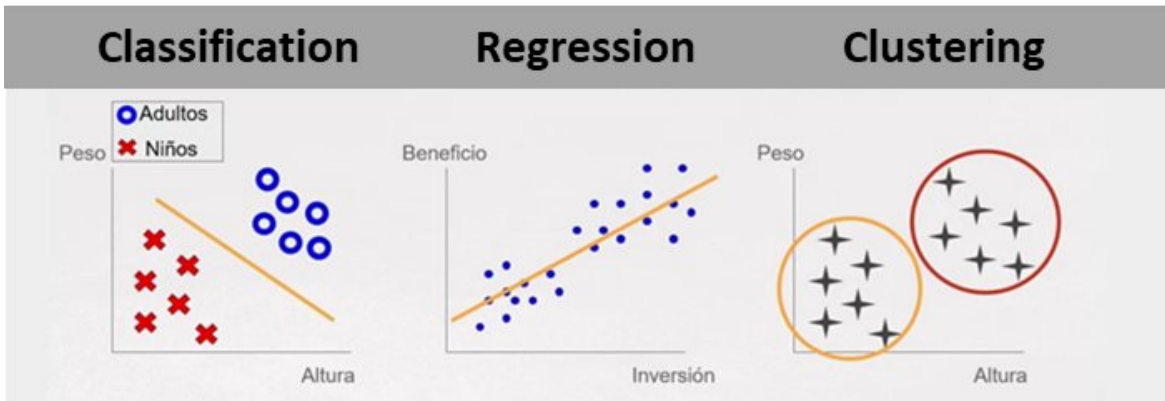 Classification
Regression
Clustering
Adultos
Niños
Peso
Altura
Beneficio
Inversión
Peso
Altura